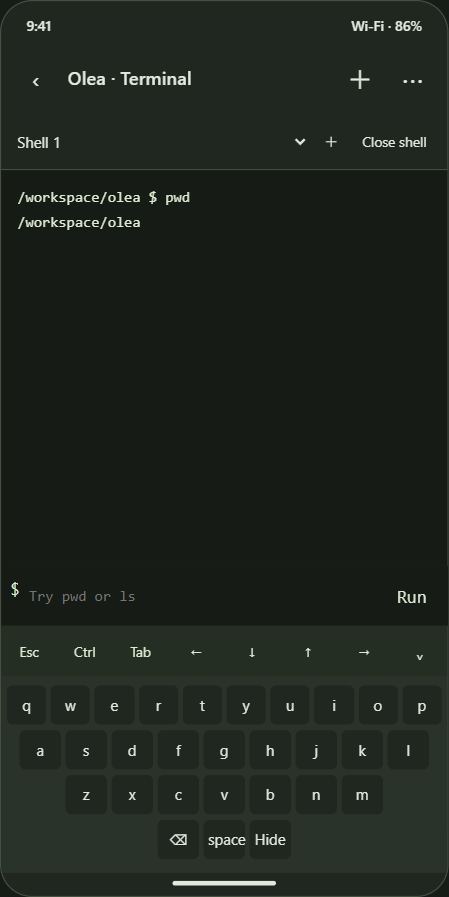 9:41 Wi-Fi · 86%
‹ Olea · Terminal + ...
Shell 1 + Close shell
/workspace/olea $ pwd
/workspace/olea
$ Try pwd or ls Run
Esc Ctrl Tab ← ↓ ↑ →
q w e r t y u i o p
a s d f g h j k l
z x c v b n m
⌫ space Hide